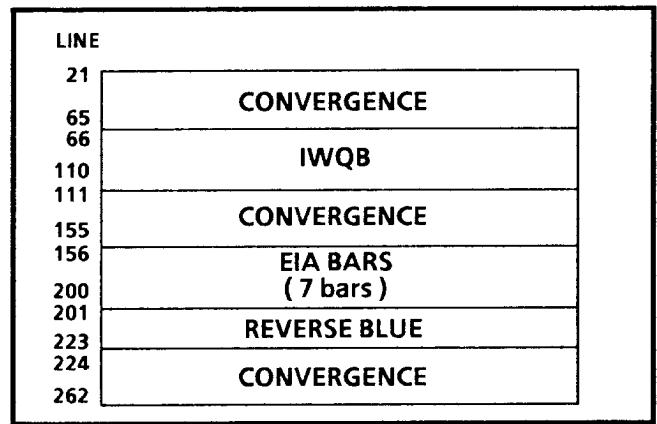 LINE
21
CONVERGENCE
65
66
IWQB
110
111
CONVERGENCE
155
156
EIA BARS
( 7 bars )
200
201
REVERSE BLUE
223
224
CONVERGENCE
262